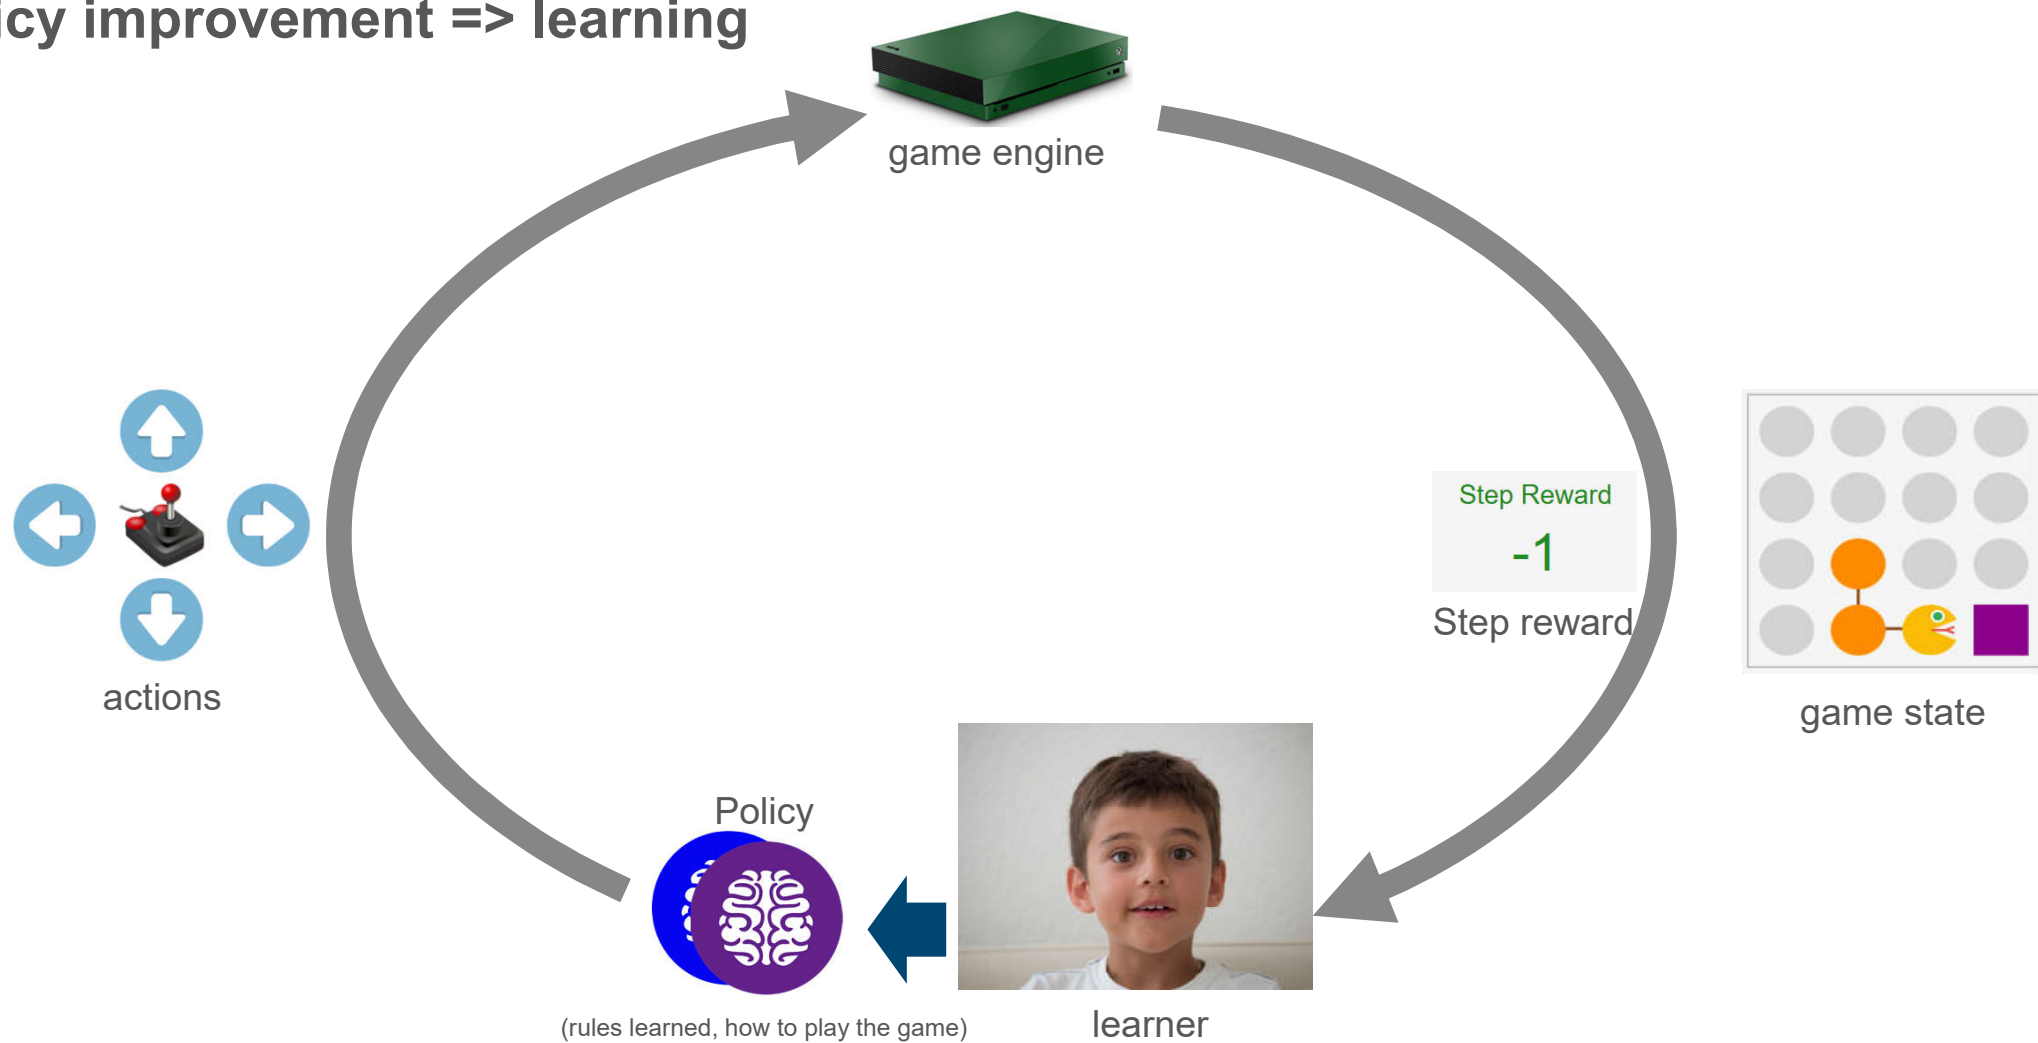 icy improvement => learning
game engine
Step Reward
-1
Step reward
actions
game state
Policy
(rules learned, how to play the game)
learner